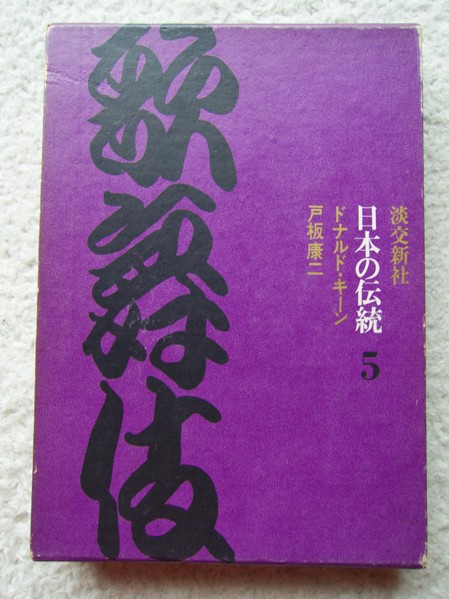 淡交新社
日本の伝統 5
ドナルド・キーン
戸板康二
歌舞伎